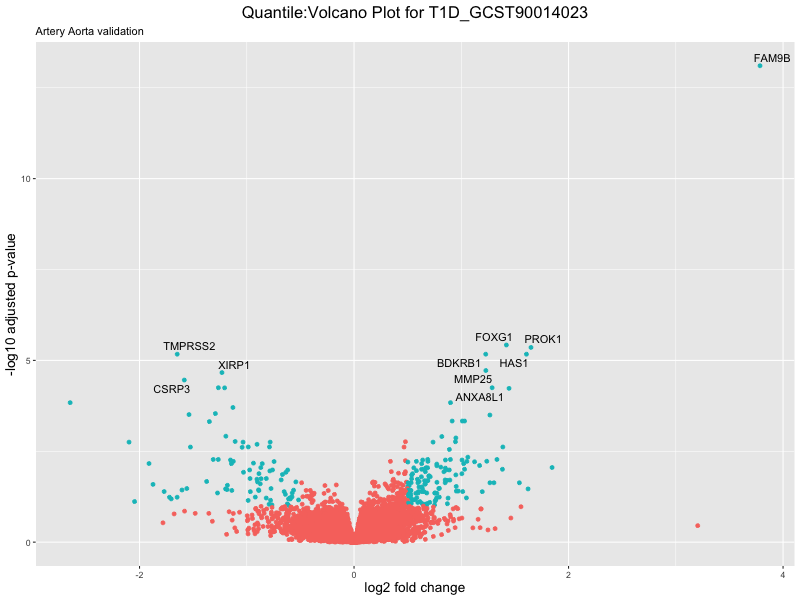 Quantile:Volcano Plot for T1D_GCST90014023
Artery Aorta validation
FAM9B
10
-log10 adjusted p-value
FOXG1
PROK1
TMPRSS2
5
BDKRB1
HAS1
XIRP1
MMP25
CSRP3
ANXA8L1
0
-2
0
2
4
log2 fold change